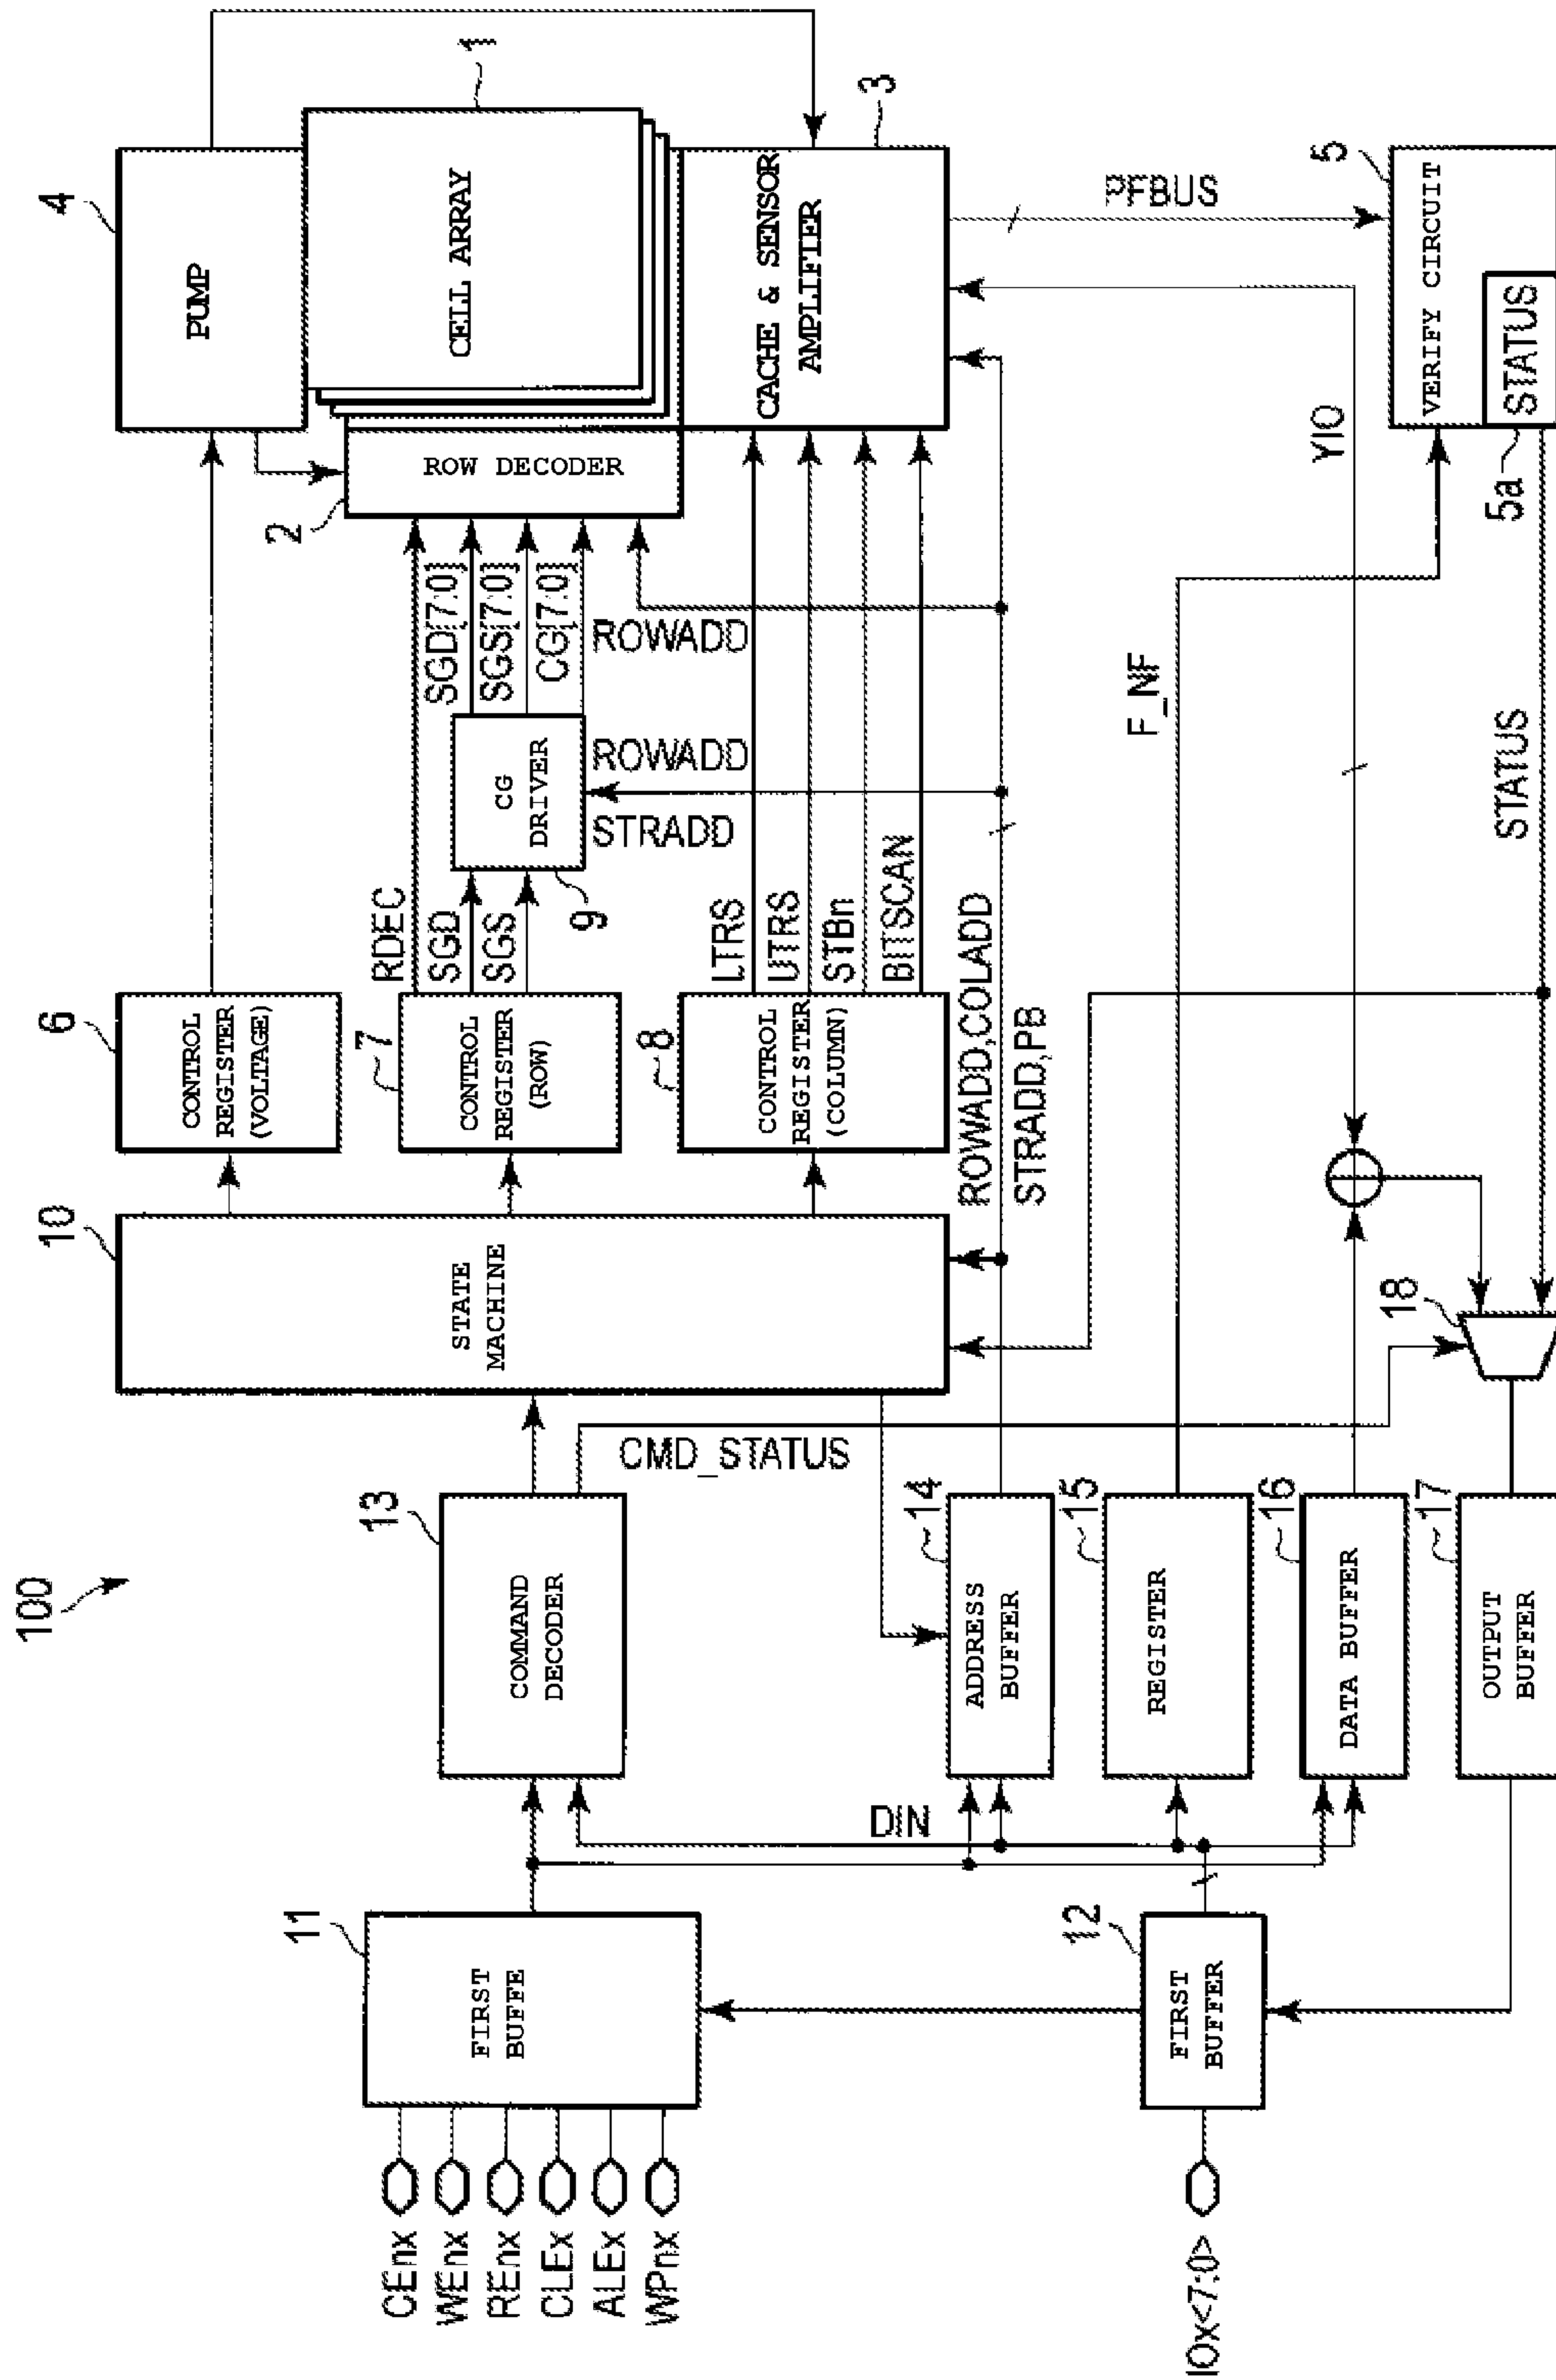 100
CEnx
WEnx
REnx
CLEx
ALEx
WPnx
IOx<7:0>
11
FIRST
BUFFE
12
FIRST
BUFFER
DIN
13
COMMAND
DECODER
CMD_STATUS
14
ADDRESS
BUFFER
15
REGISTER
16
DATA BUFFER
17
OUTPUT
BUFFER
18
10
STATE
MACHINE
6
CONTROL
REGISTER
(VOLTAGE)
7
CONTROL
REGISTER
(ROW)
8
CONTROL
REGISTER
(COLUMN)
ROWADD,COLADD
STRADD,PB
RDEC
SGD
SGS
9
CG
DRIVER
STRADD
ROWADD
LTRS
UTRS
STBn
BITSCAN
SGD[7:0]
SGS[7:0]
CG[7:0]
ROWADD
F_NF
STATUS
YIO
PFBUS
4
PUMP
2
ROW DECODER
1
CELL ARRAY
3
CACHE & SENSOR
AMPLIFIER
5
VERIFY CIRCUIT
5a
STATUS